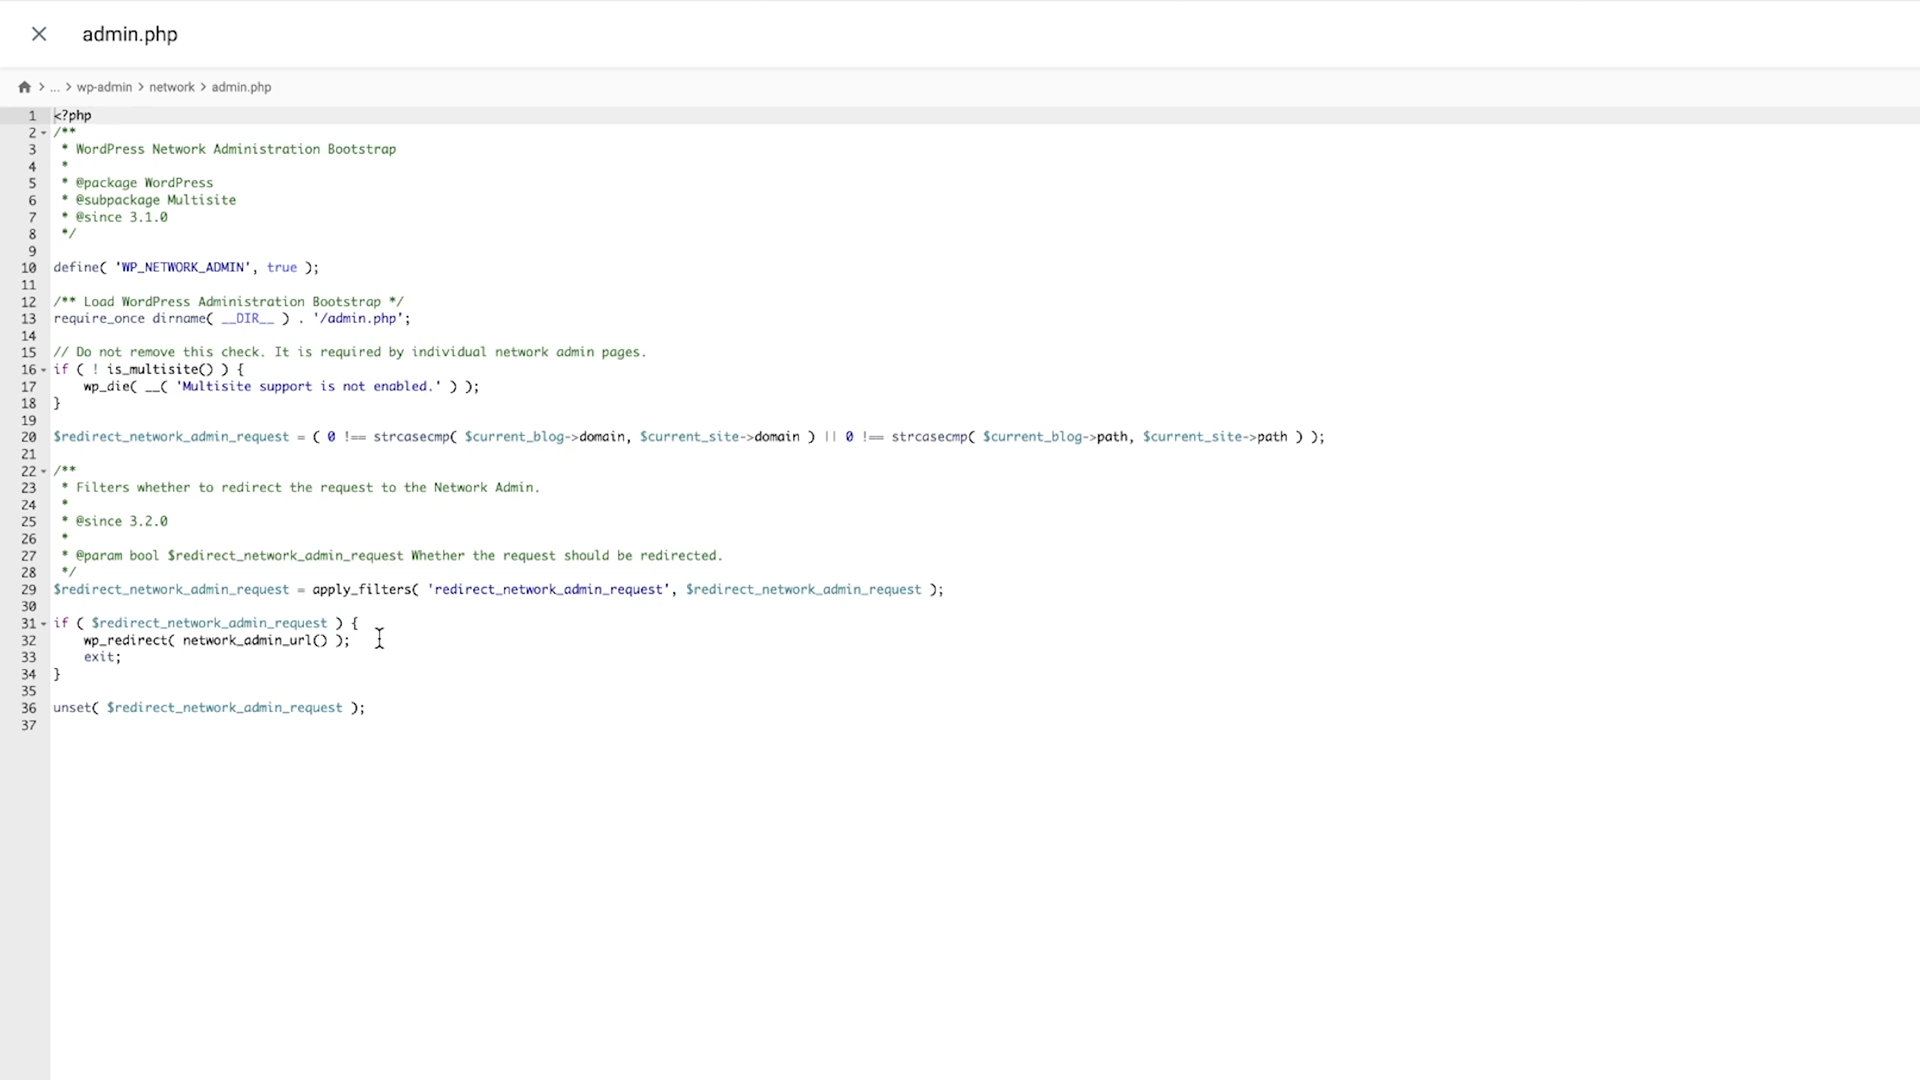 admin.php
... > wp-admin > network > admin.php
1 <?php
2 /**
3  * WordPress Network Administration Bootstrap
4  *
5  * @package WordPress
6  * @subpackage Multisite
7  * @since 3.1.0
8  */
9
10 define( 'WP_NETWORK_ADMIN', true );
11
12 /** Load WordPress Administration Bootstrap */
13 require_once dirname( __DIR__ ) . '/admin.php';
14
15 // Do not remove this check. It is required by individual network admin pages.
16 if ( ! is_multisite() ) {
17     wp_die( __( 'Multisite support is not enabled.' ) );
18 }
19
20 $redirect_network_admin_request = ( 0 !== strcasecmp( $current_blog->domain, $current_site->domain ) || 0 !== strcasecmp( $current_blog->path, $current_site->path ) );
21
22 /**
23  * Filters whether to redirect the request to the Network Admin.
24  *
25  * @since 3.2.0
26  *
27  * @param bool $redirect_network_admin_request Whether the request should be redirected.
28  */
29 $redirect_network_admin_request = apply_filters( 'redirect_network_admin_request', $redirect_network_admin_request );
30
31 if ( $redirect_network_admin_request ) {
32     wp_redirect( network_admin_url() );
33     exit;
34 }
35
36 unset( $redirect_network_admin_request );
37